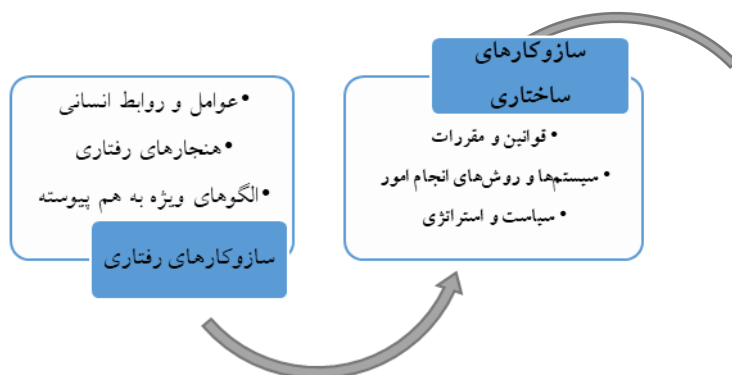 سازوکارهای
ساختاری
•قوانین و مقررات
•سیستم‌ها و روش‌های انجام امور
•سیاست و استراتژی
•عوامل و روابط انسانی
•هنجارهای رفتاری
•الگوهای ویژه به هم پیوسته
سازوکارهای رفتاری